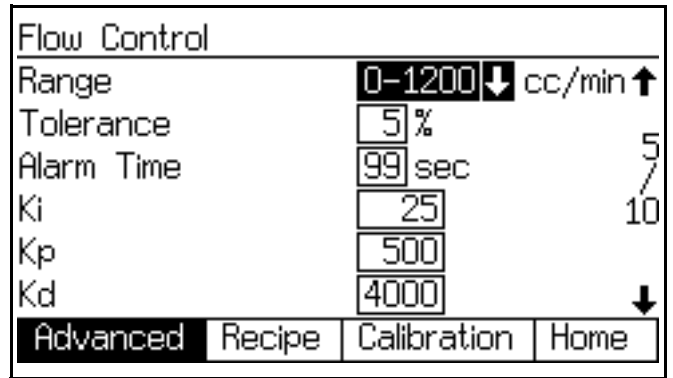 Flow Control
Range 0-1200 cc/min
Tolerance 5 %
Alarm Time 99 sec
Ki 25
Kp 500
Kd 4000
5/10
Advanced Recipe Calibration Home